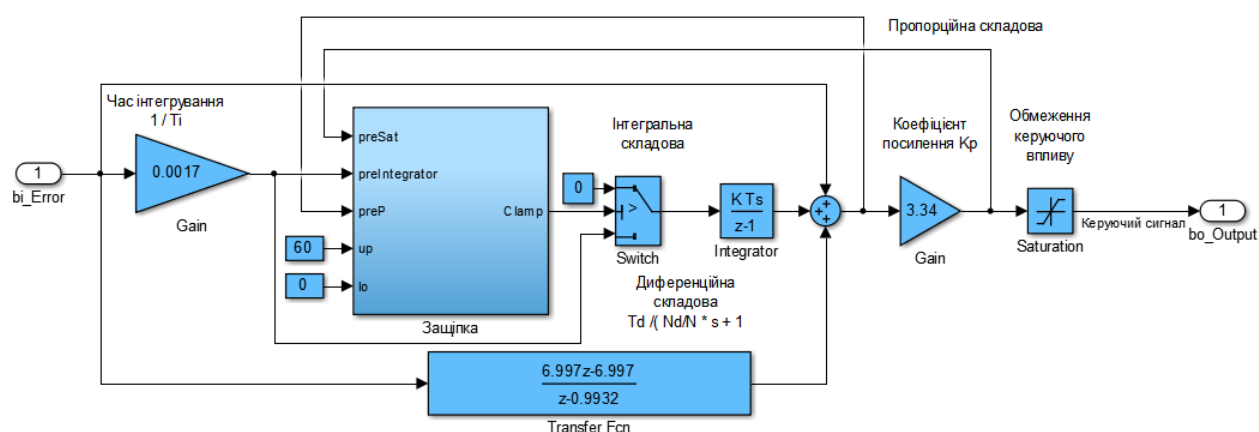 Пропорційна складова
Час інтегрування
1 / Ti
Інтегральна
складова
Коефіцієнт
посилення Кр
Обмеження
керуючого
впливу
1
bi_Error
0.0017
Gain
preSat
preIntegrator
preP
up
lo
Clamp
60
0
Защіпка
0
>
Switch
K Ts
z-1
Integrator
3.34
Gain
Saturation
Керуючий сигнал
1
bo_Output
Диференційна
складова
Td /( Nd/N * s + 1
6.997z-6.997
z-0.9932
Transfer Fcn